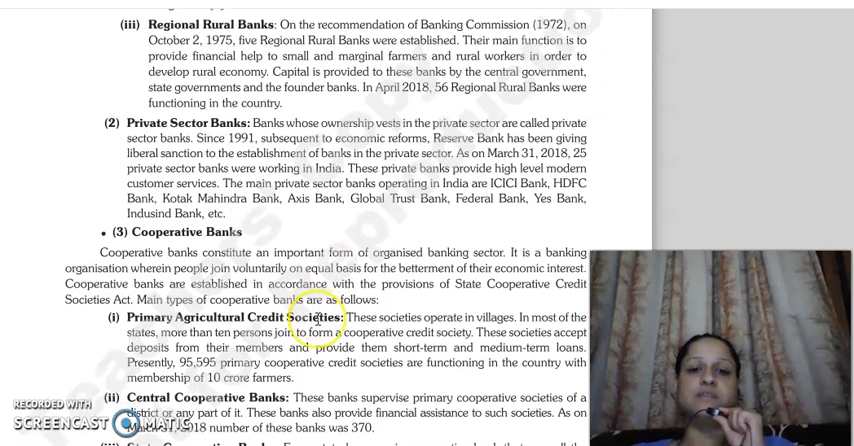 (iii) Regional Rural Banks: On the recommendation of Banking Commission (1972), on
October 2, 1975, five Regional Rural Banks were established. Their main function is to
provide financial help to small and marginal farmers and rural workers in order to
develop rural economy. Capital is provided to these banks by the central government,
state governments and the founder banks. In April 2018, 56 Regional Rural Banks were
functioning in the country.
(2) Private Sector Banks: Banks whose ownership vests in the private sector are called private
sector banks. Since 1991, subsequent to economic reforms, Reserve Bank has been giving
liberal sanction to the establishment of banks in the private sector. As on March 31, 2018, 25
private sector banks were working in India. These private banks provide high level modern
customer services. The main private sector banks operating in India are ICICI Bank, HDFC
Bank, Kotak Mahindra Bank, Axis Bank, Global Trust Bank, Federal Bank, Yes Bank,
Indusind Bank, etc.
• (3) Cooperative Banks
Cooperative banks constitute an important form of organised banking sector. It is a banking
organisation wherein people join voluntarily on equal basis for the betterment of their economic interest.
Cooperative banks are established in accordance with the provisions of State Cooperative Credit
Societies Act. Main types of cooperative banks are as follows:
(i) Primary Agricultural Credit Societies: These societies operate in villages. In most of the
states, more than ten persons join to form a cooperative credit society. These societies accept
deposits from their members and provide them short-term and medium-term loans.
Presently, 95,595 primary cooperative credit societies are functioning in the country with
membership of 10 crore farmers.
(ii) Central Cooperative Banks: These banks supervise primary cooperative societies of a
district or any part of it. These banks also provide financial assistance to such societies. As on
March 31, 2018 number of these banks was 370.
RECORDED WITH
SCREENCAST MATIC